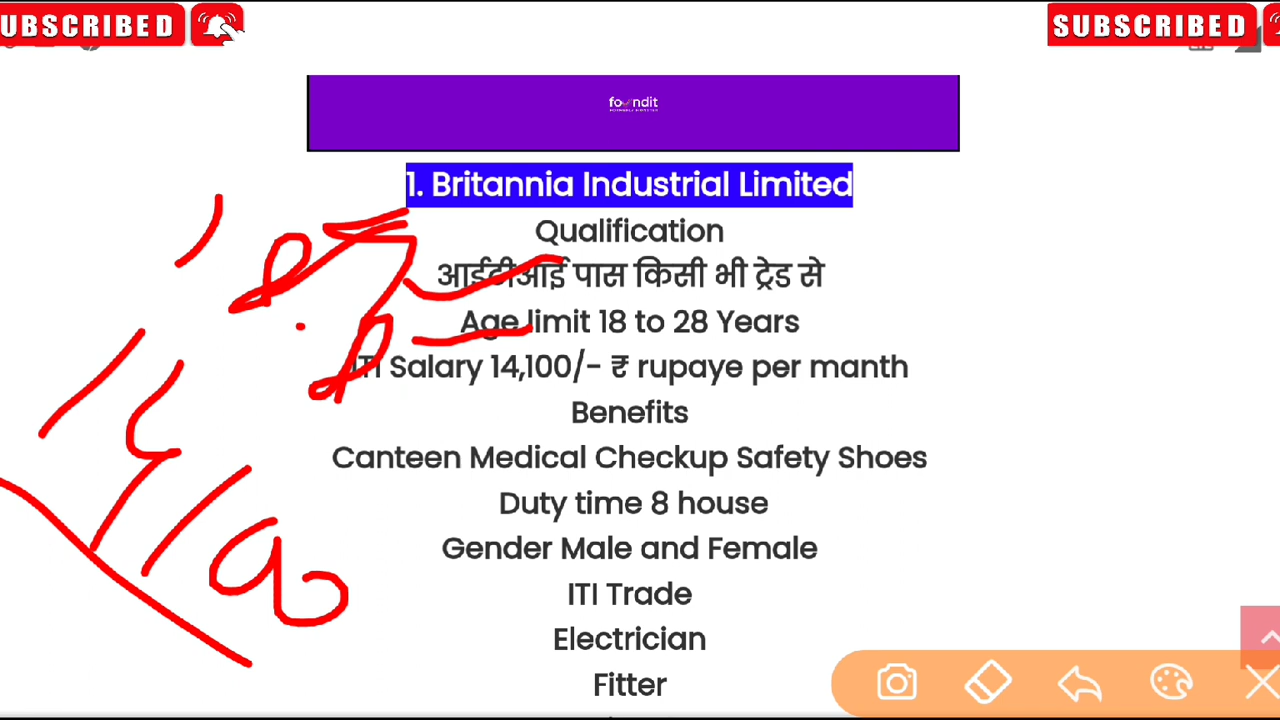 UBSCRIBED
SUBSCRIBED
foundit
1. Britannia Industrial Limited
Qualification
आईटीआई पास किसी भी ट्रेड से
Age limit 18 to 28 Years
ITI Salary 14,100/- ₹ rupaye per manth
Benefits
Canteen Medical Checkup Safety Shoes
Duty time 8 house
Gender Male and Female
ITI Trade
Electrician
Fitter